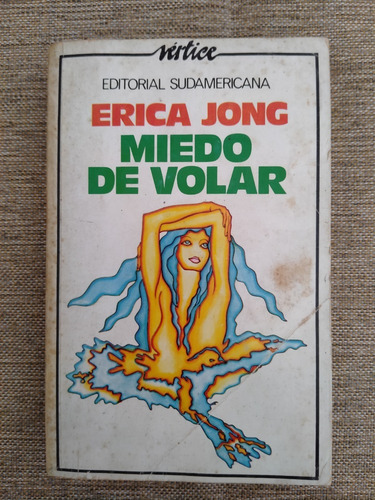 vértice
EDITORIAL SUDAMERICANA
ERICA JONG
MIEDO
DE VOLAR